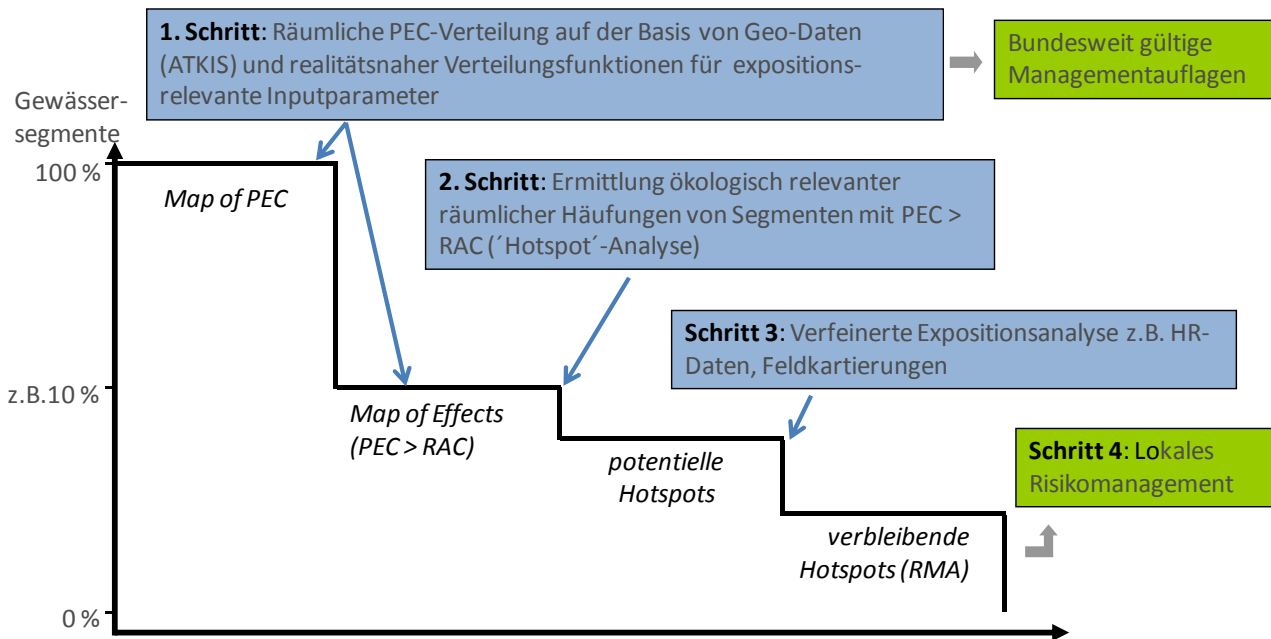 1. Schritt: Räumliche PEC-Verteilung auf der Basis von Geo-Daten
(ATKIS) und realitätsnaher Verteilungsfunktionen für expositions-
relevante Inputparameter
Bundesweit gültige
Managementauflagen
Gewässer-
segmente
100 %
Map of PEC
2. Schritt: Ermittlung ökologisch relevanter
räumlicher Häufungen von Segmenten mit PEC >
RAC (´Hotspot´-Analyse)
Schritt 3: Verfeinerte Expositionsanalyse z.B. HR-
Daten, Feldkartierungen
z.B.10 %
Map of Effects
(PEC > RAC)
potentielle
Hotspots
Schritt 4: Lokales
Risikomanagement
verbleibende
Hotspots (RMA)
0 %